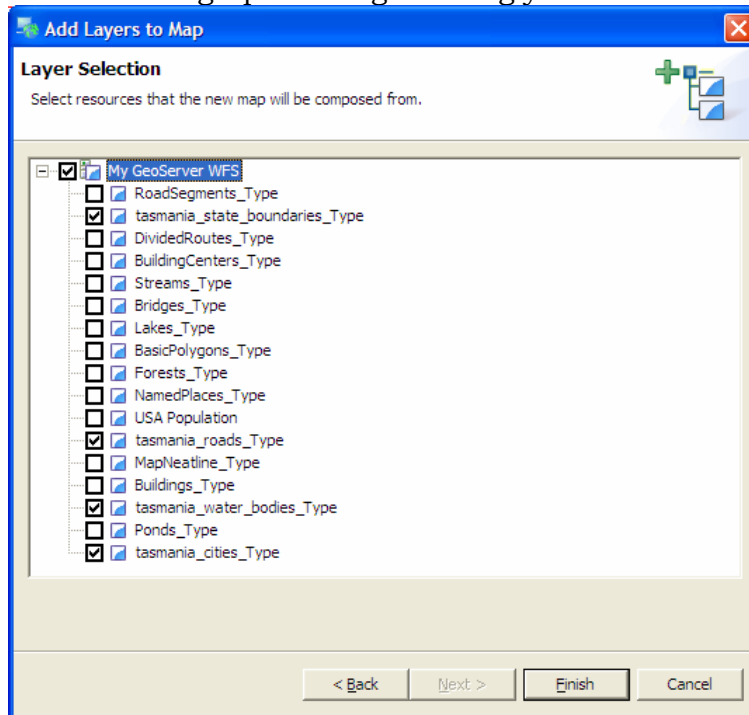 Add Layers to Map
Layer Selection
Select resources that the new map will be composed from.
My GeoServer WFS
RoadSegments_Type
tasmania_state_boundaries_Type
DividedRoutes_Type
BuildingCenters_Type
Streams_Type
Bridges_Type
Lakes_Type
BasicPolygons_Type
Forests_Type
NamedPlaces_Type
USA Population
tasmania_roads_Type
MapNeatline_Type
Buildings_Type
tasmania_water_bodies_Type
Ponds_Type
tasmania_cities_Type
< Back Next > Finish Cancel